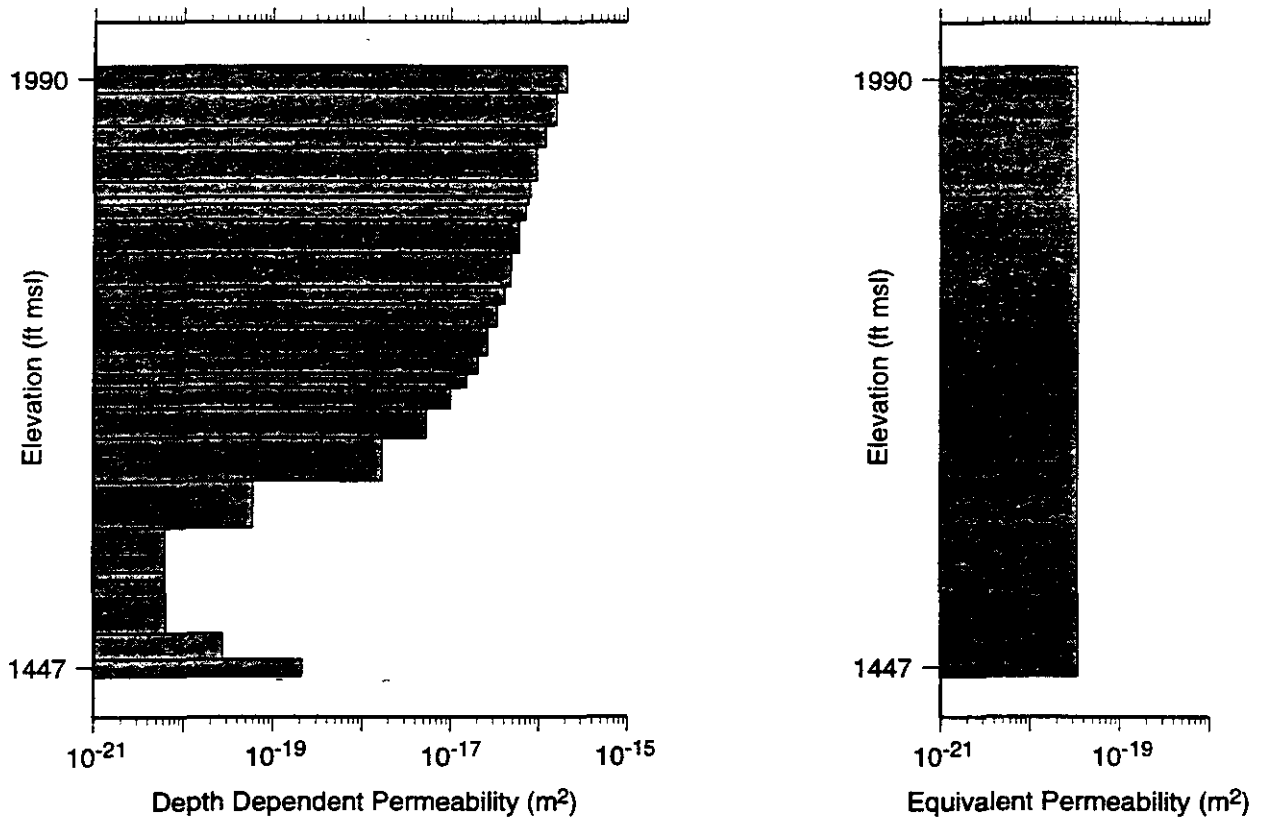 1990
1447
Elevation (ft msl)
10⁻²¹ 10⁻¹⁹ 10⁻¹⁷ 10⁻¹⁵
Depth Dependent Permeability (m²)
1990
1447
Elevation (ft msl)
10⁻²¹ 10⁻¹⁹
Equivalent Permeability (m²)